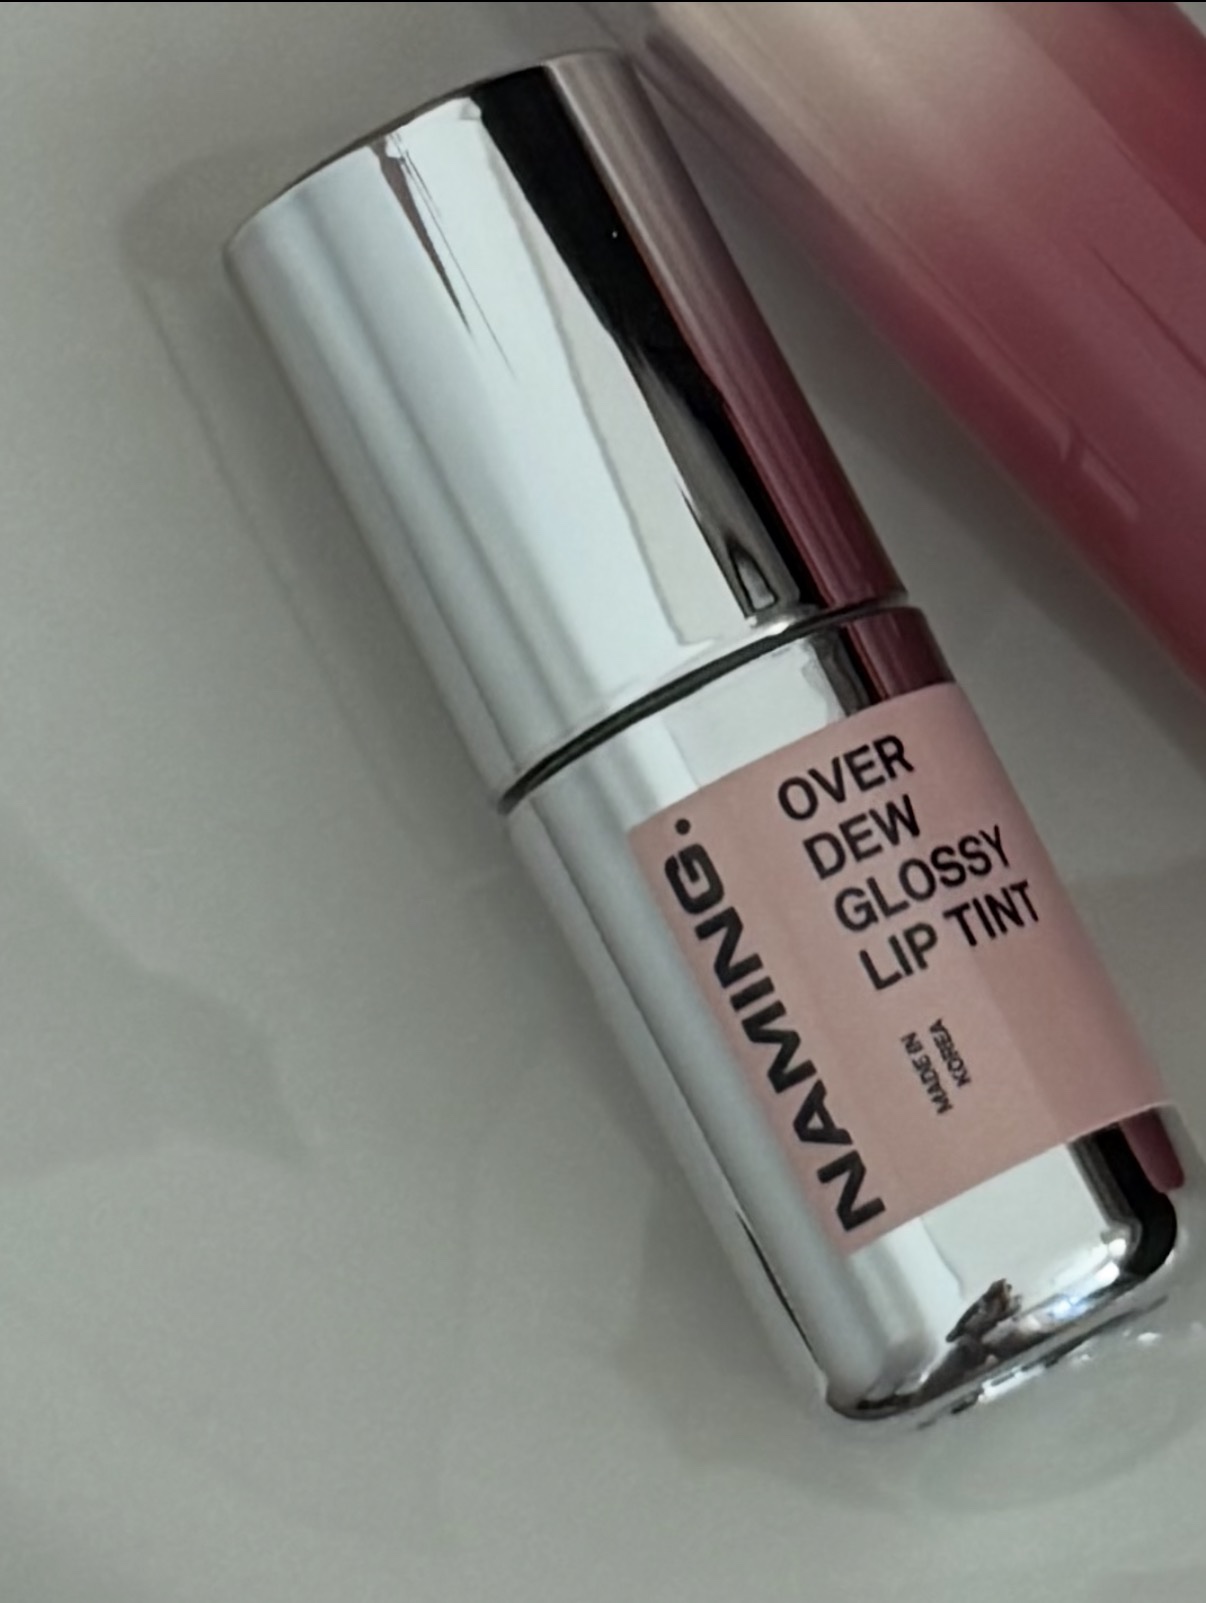 NAMING.
OVER
DEW
GLOSSY
LIP TINT
MADE IN
KOREA